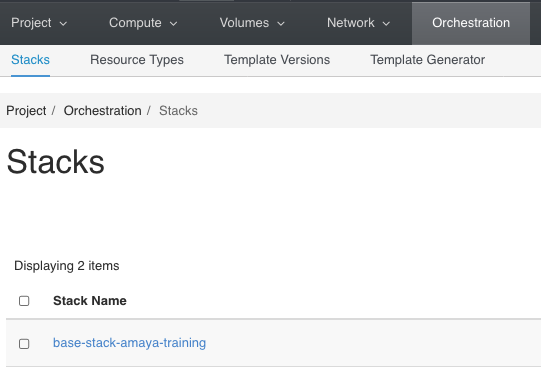 Project Compute Volumes Network Orchestration
Stacks Resource Types Template Versions Template Generator
Project / Orchestration / Stacks
Stacks
Displaying 2 items
Stack Name
base-stack-amaya-training